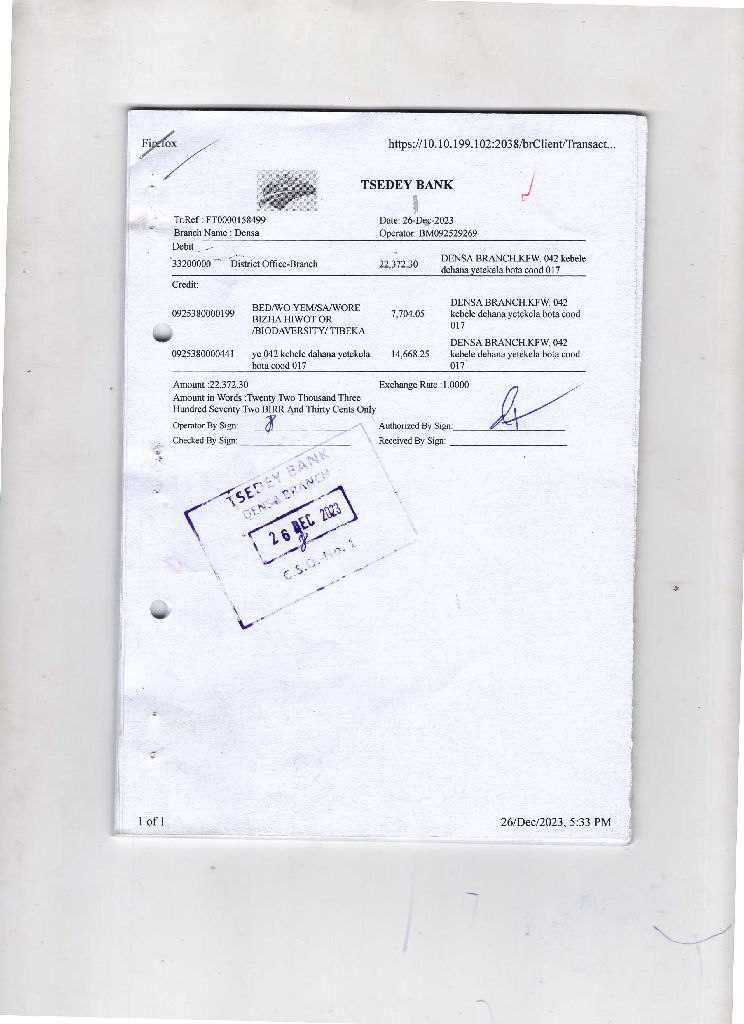 Firefox https://10.10.199.102:2038/brClient/Transact...
TSEDEY BANK
Tr.Ref : FT0000158499 Date: 26-Dec-2023
Branch Name : Densa Operator: BM092529269
Debit
33200000 District Office-Branch 22,372.30 DENSA BRANCH.KFW. 042 kebele
dehana yetekela bota cood 017
Credit:
0925380000199 BED/WO YEM/SA/WORE
BIZHA HIWOT OR
/BIODAVERSITY/ TIBEKA 7,704.05 DENSA BRANCH.KFW. 042
kebele dehana yetekela bota cood
017
0925380000441 ye 042 kebele dahana yetekela
bota cood 017 14,668.25 DENSA BRANCH.KFW. 042
kebele dehana yetekela bota cood
017
Amount :22,372.30 Exchange Rate :1.0000
Amount in Words :Twenty Two Thousand Three
Hundred Seventy Two BIRR And Thirty Cents Only
Operator By Sign: Authorized By Sign:
Checked By Sign: Received By Sign:
TSEDEY BANK
DENSA BRANCH
26 DEC 2023
C.S.O.-No. 1
1 of 1 26/Dec/2023, 5:33 PM